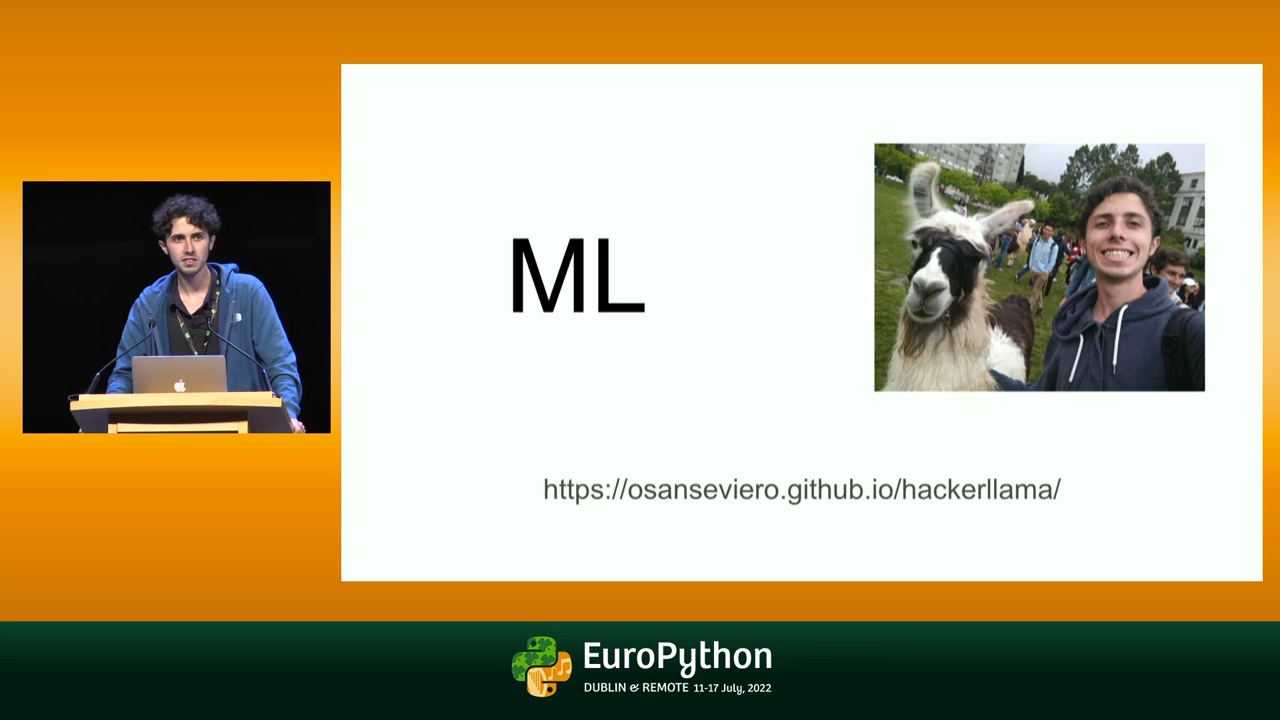 ML
https://osanseviero.github.io/hackerllama/
EuroPython
DUBLIN & REMOTE 11-17 July, 2022